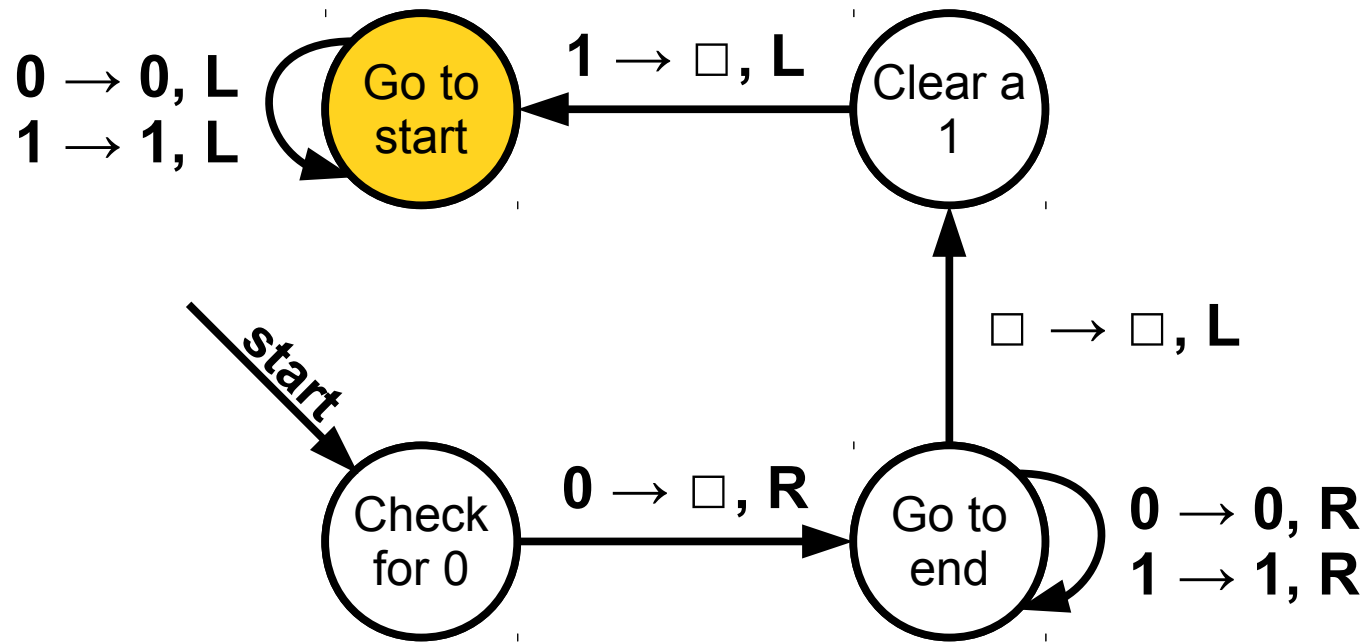 0 → 0, L
1 → 1, L
Go to
start
1 → □, L
Clear a
1
□ → □, L
start
Check
for 0
0 → □, R
Go to
end
0 → 0, R
1 → 1, R